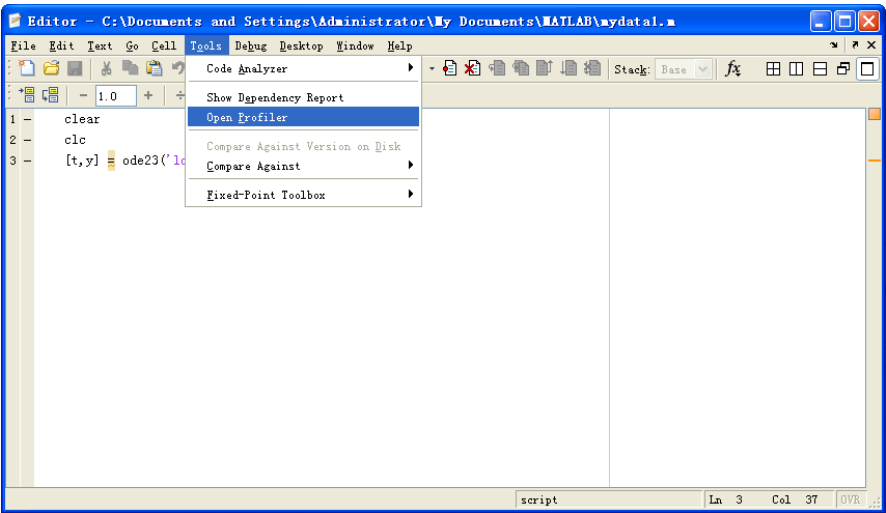 Editor - C:\Documents and Settings\Administrator\My Documents\MATLAB\mydata1.m
File Edit Text Go Cell Tools Debug Desktop Window Help
Code Analyzer
Stack: Base fx
- 1.0 + ÷
Show Dependency Report
Open Profiler
1 - clear
2 - clc
Compare Against Version on Disk
3 - [t,y] = ode23('lo
Compare Against
Fixed-Point Toolbox
script Ln 3 Col 37 OVR